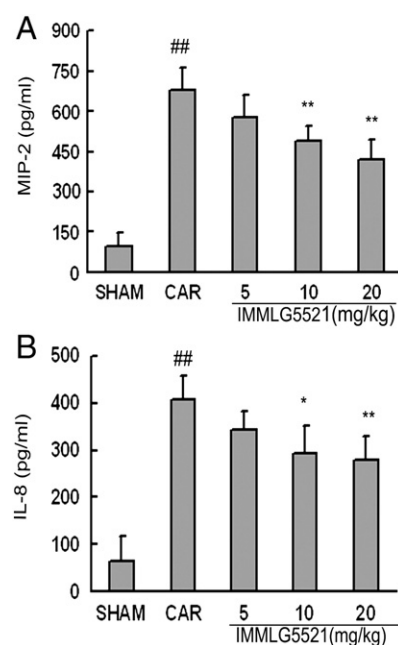 A
MIP-2 (pg/ml)
900
750
600
450
300
150
0
##
**
**
SHAM CAR 5 10 20
IMMLG5521(mg/kg)
B
IL-8 (pg/ml)
500
400
300
200
100
0
##
*
**
SHAM CAR 5 10 20
IMMLG5521(mg/kg)